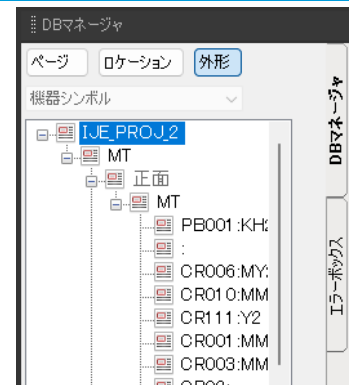 DBマネージャ
ページ ロケーション 外形
機器シンボル
IJE_PROJ_2
MT
正面
MT
PB001 :KH2
:
CR006:MY:
CR010:MM
CR111:Y2
CR001:MM
CR003:MM
DBマネージャ
エラーボックス